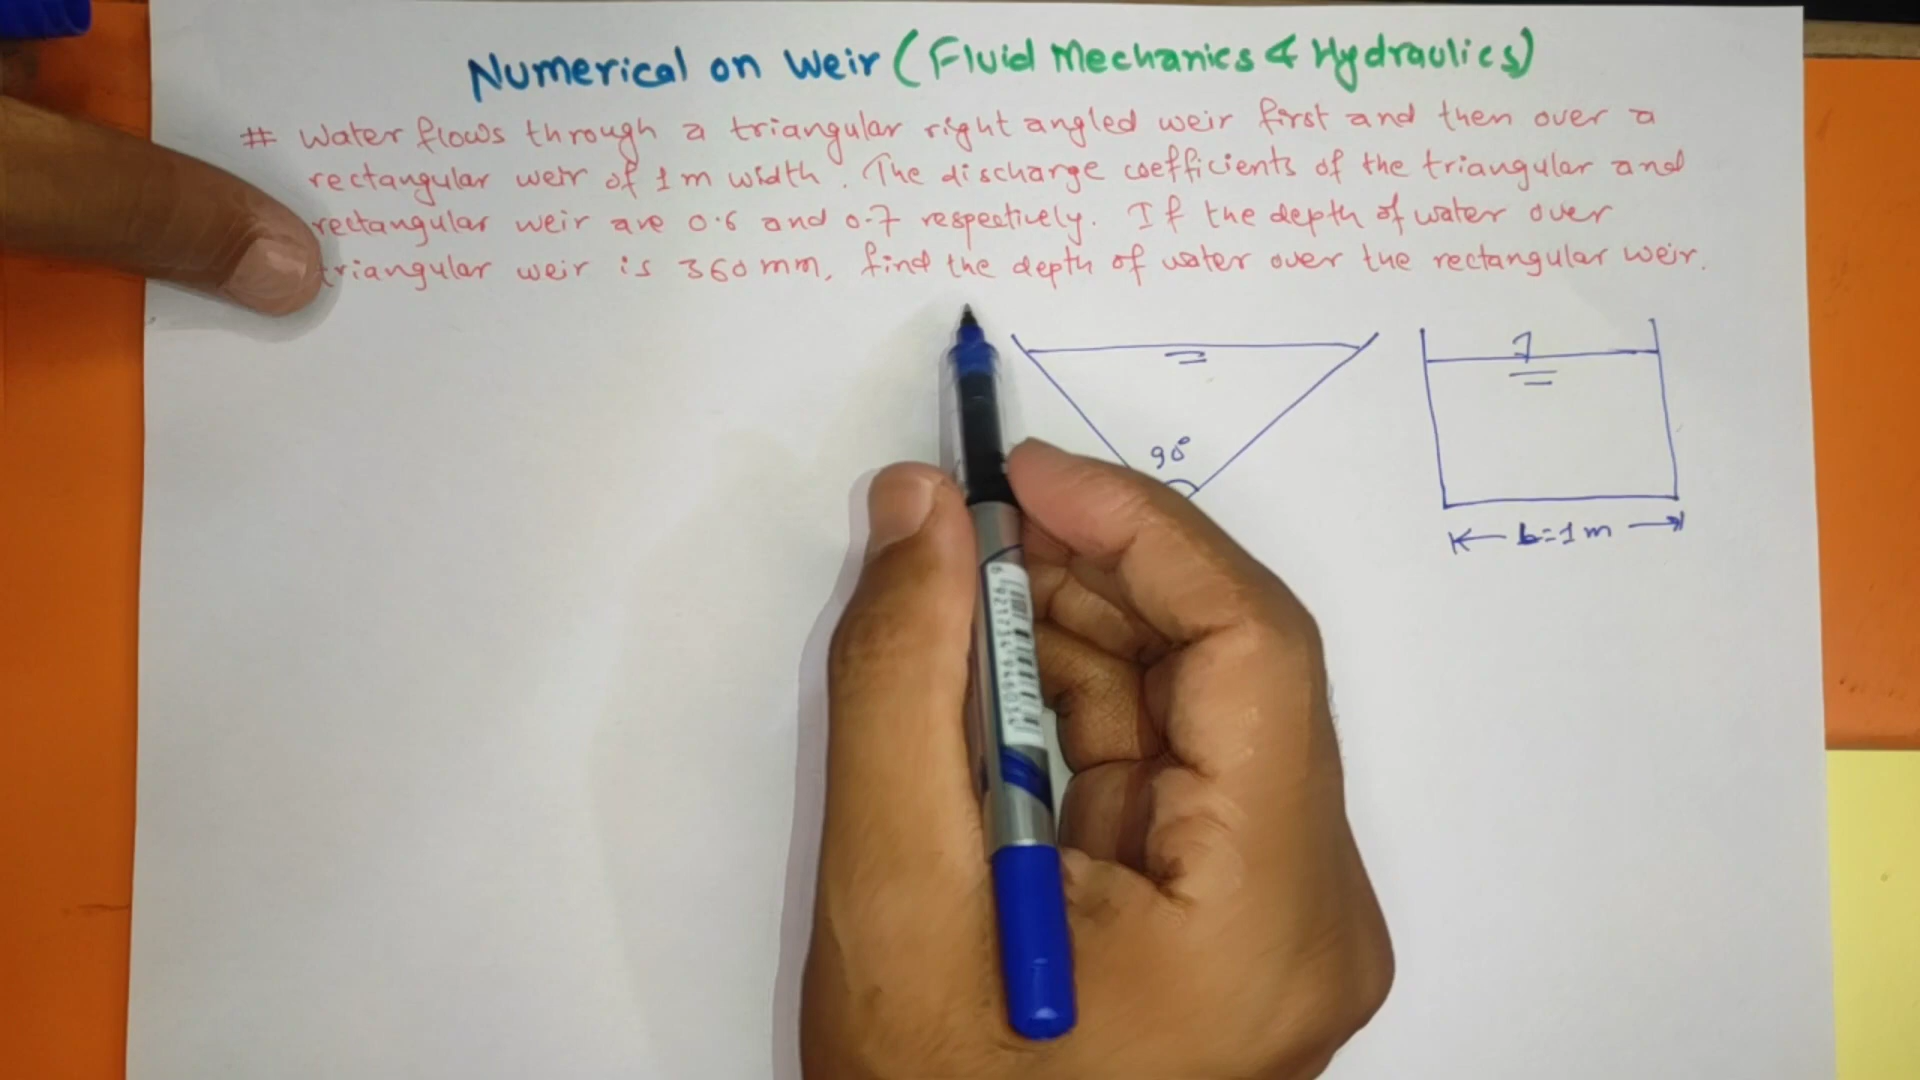 Numerical on Weir (Fluid Mechanics & Hydraulics)
# Water flows through a triangular right angled weir first and then over a
rectangular weir of 1 m width. The discharge coefficients of the triangular and
rectangular weir are 0.6 and 0.7 respectively. If the depth of water over
triangular weir is 360 mm, find the depth of water over the rectangular weir.
90°
b=1 m